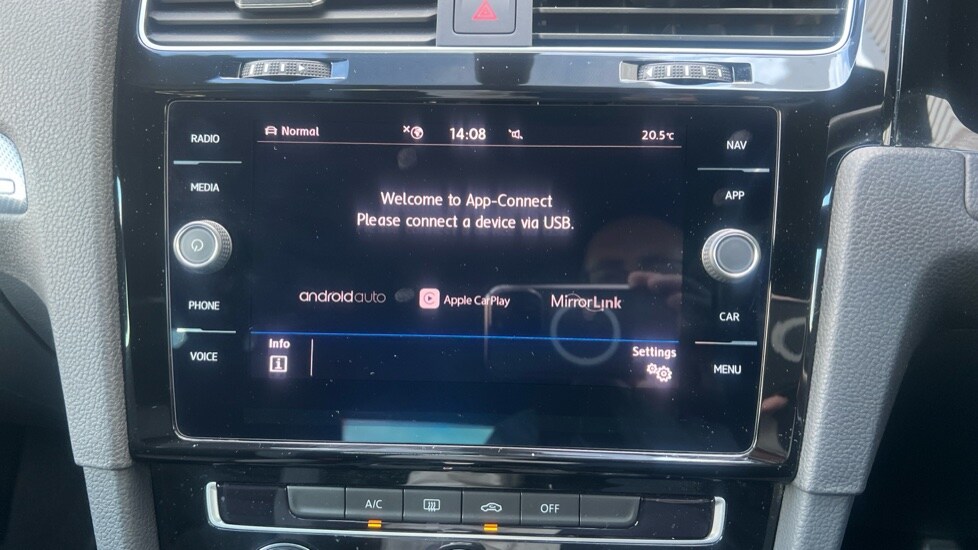 RADIO
MEDIA
PHONE
VOICE
Normal 14:08 20.5°C
Welcome to App-Connect
Please connect a device via USB.
androidauto Apple CarPlay MirrorLink
Info Settings
NAV
APP
CAR
MENU
A/C OFF